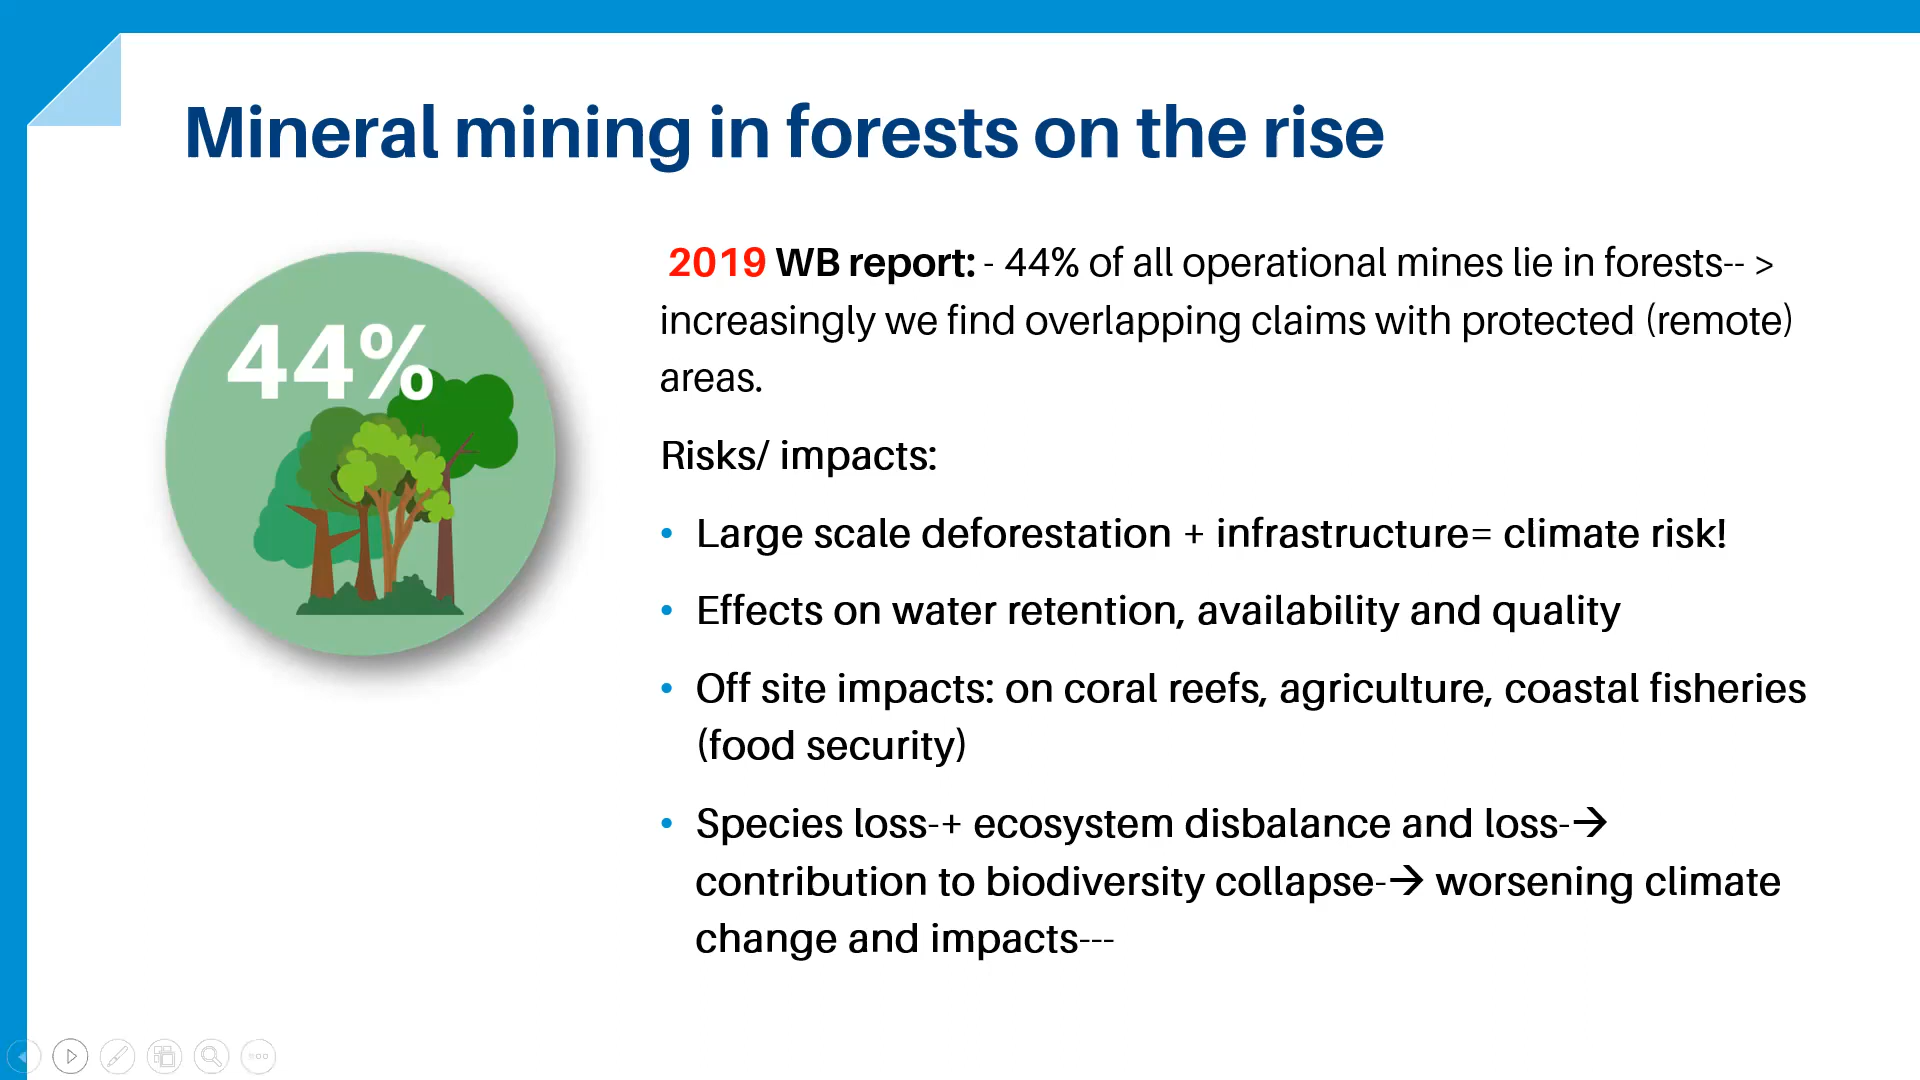 Mineral mining in forests on the rise
44%
2019 WB report: - 44% of all operational mines lie in forests-- >
increasingly we find overlapping claims with protected (remote)
areas.
Risks/ impacts:
• Large scale deforestation + infrastructure= climate risk!
• Effects on water retention, availability and quality
• Off site impacts: on coral reefs, agriculture, coastal fisheries
(food security)
• Species loss-+ ecosystem disbalance and loss-→
contribution to biodiversity collapse-→ worsening climate
change and impacts---